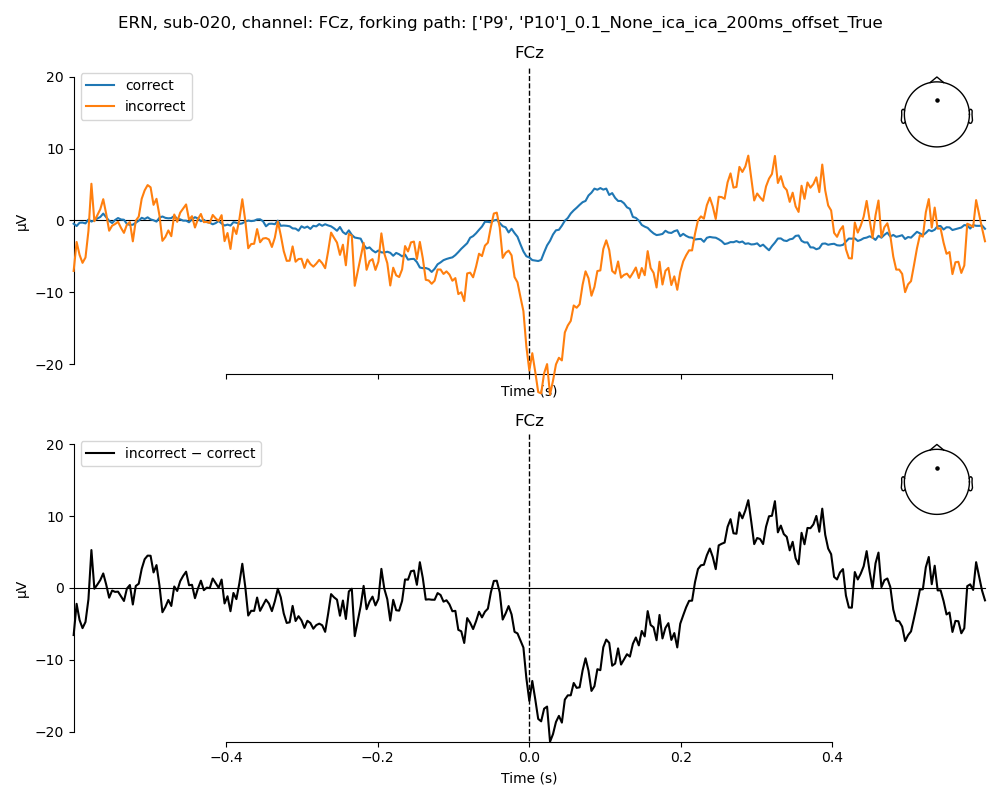 ERN, sub-020, channel: FCz, forking path: ['P9', 'P10']_0.1_None_ica_ica_200ms_offset_True
FCz
20
10
0
−10
−20
µV
correct
incorrect
Time (s)
FCz
20
10
0
−10
−20
µV
incorrect − correct
−0.4
−0.2
0.0
0.2
0.4
Time (s)